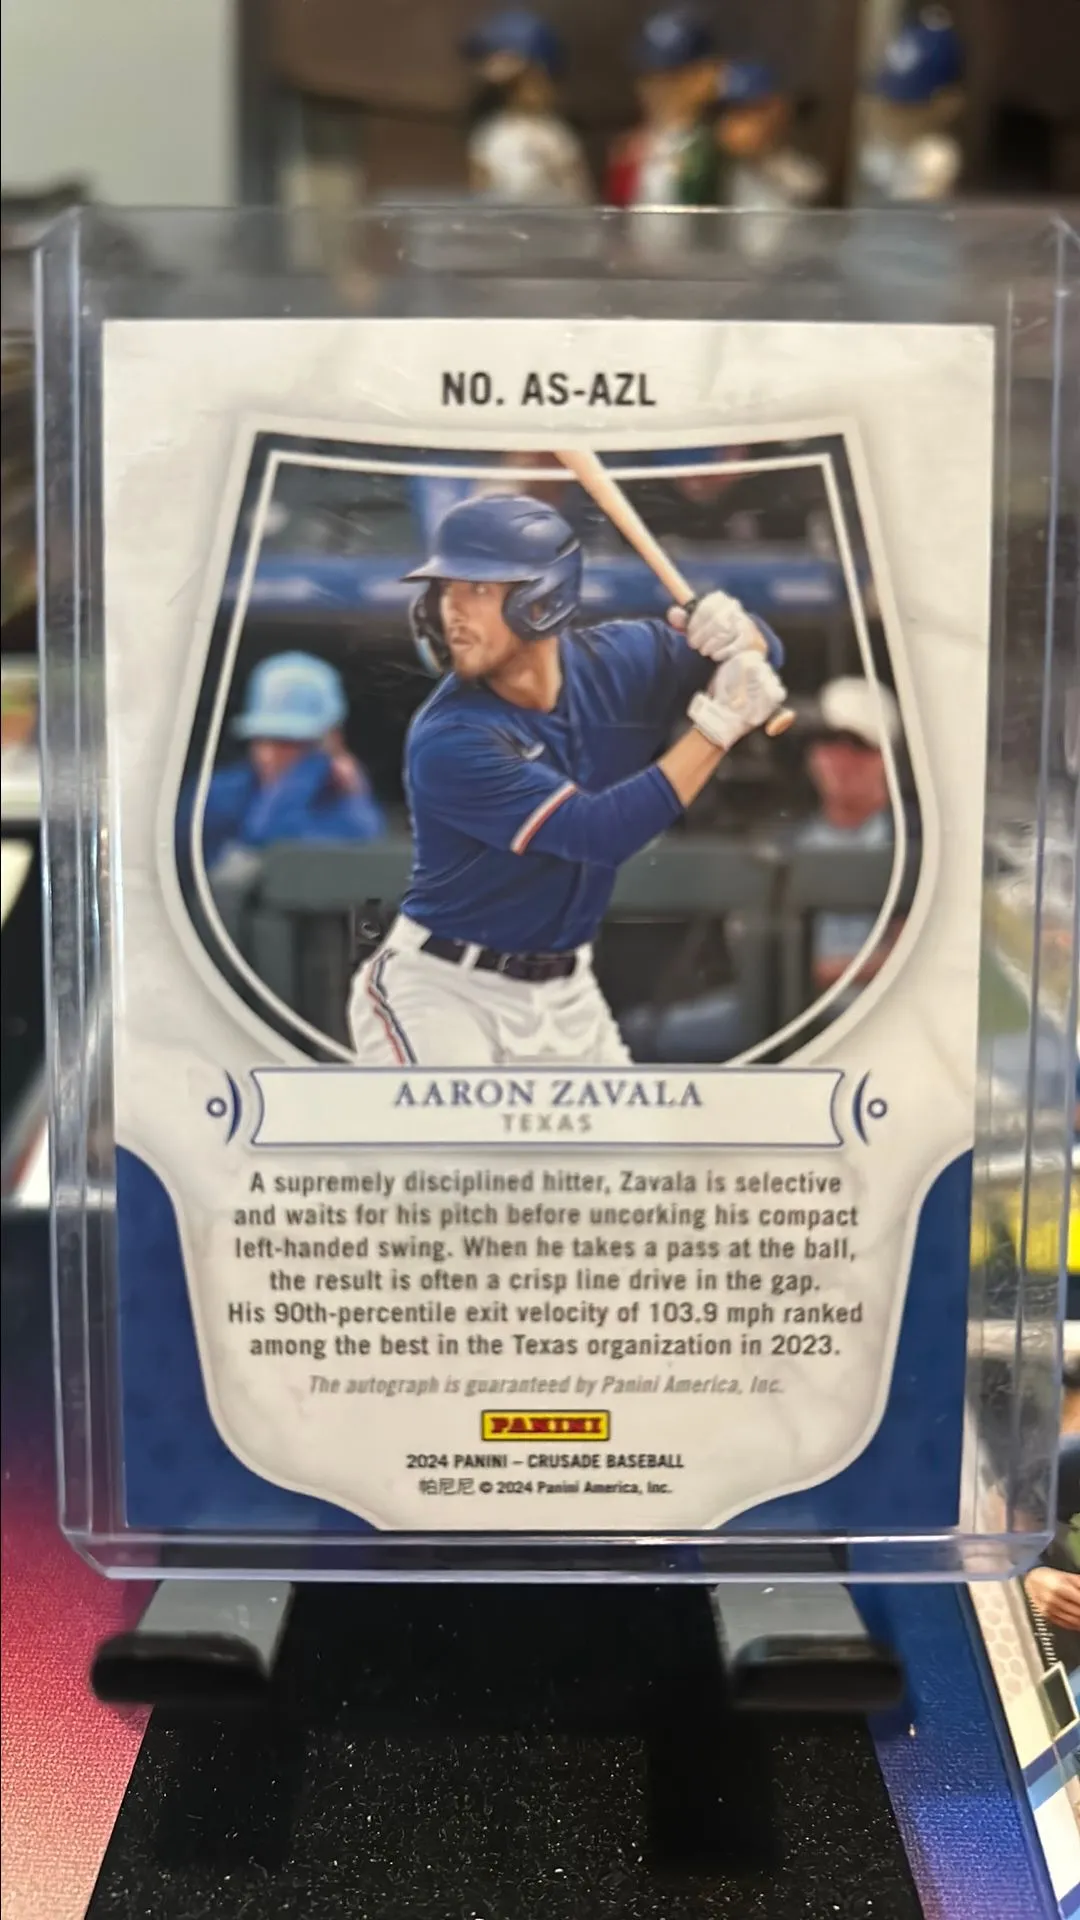 NO. AS-AZL
AARON ZAVALA
TEXAS
A supremely disciplined hitter, Zavala is selective
and waits for his pitch before uncorking his compact
left-handed swing. When he takes a pass at the ball,
the result is often a crisp line drive in the gap.
His 90th-percentile exit velocity of 103.9 mph ranked
among the best in the Texas organization in 2023.
The autograph is guaranteed by Panini America, Inc.
PANINI
2024 PANINI – CRUSADE BASEBALL
帕尼尼 © 2024 Panini America, Inc.